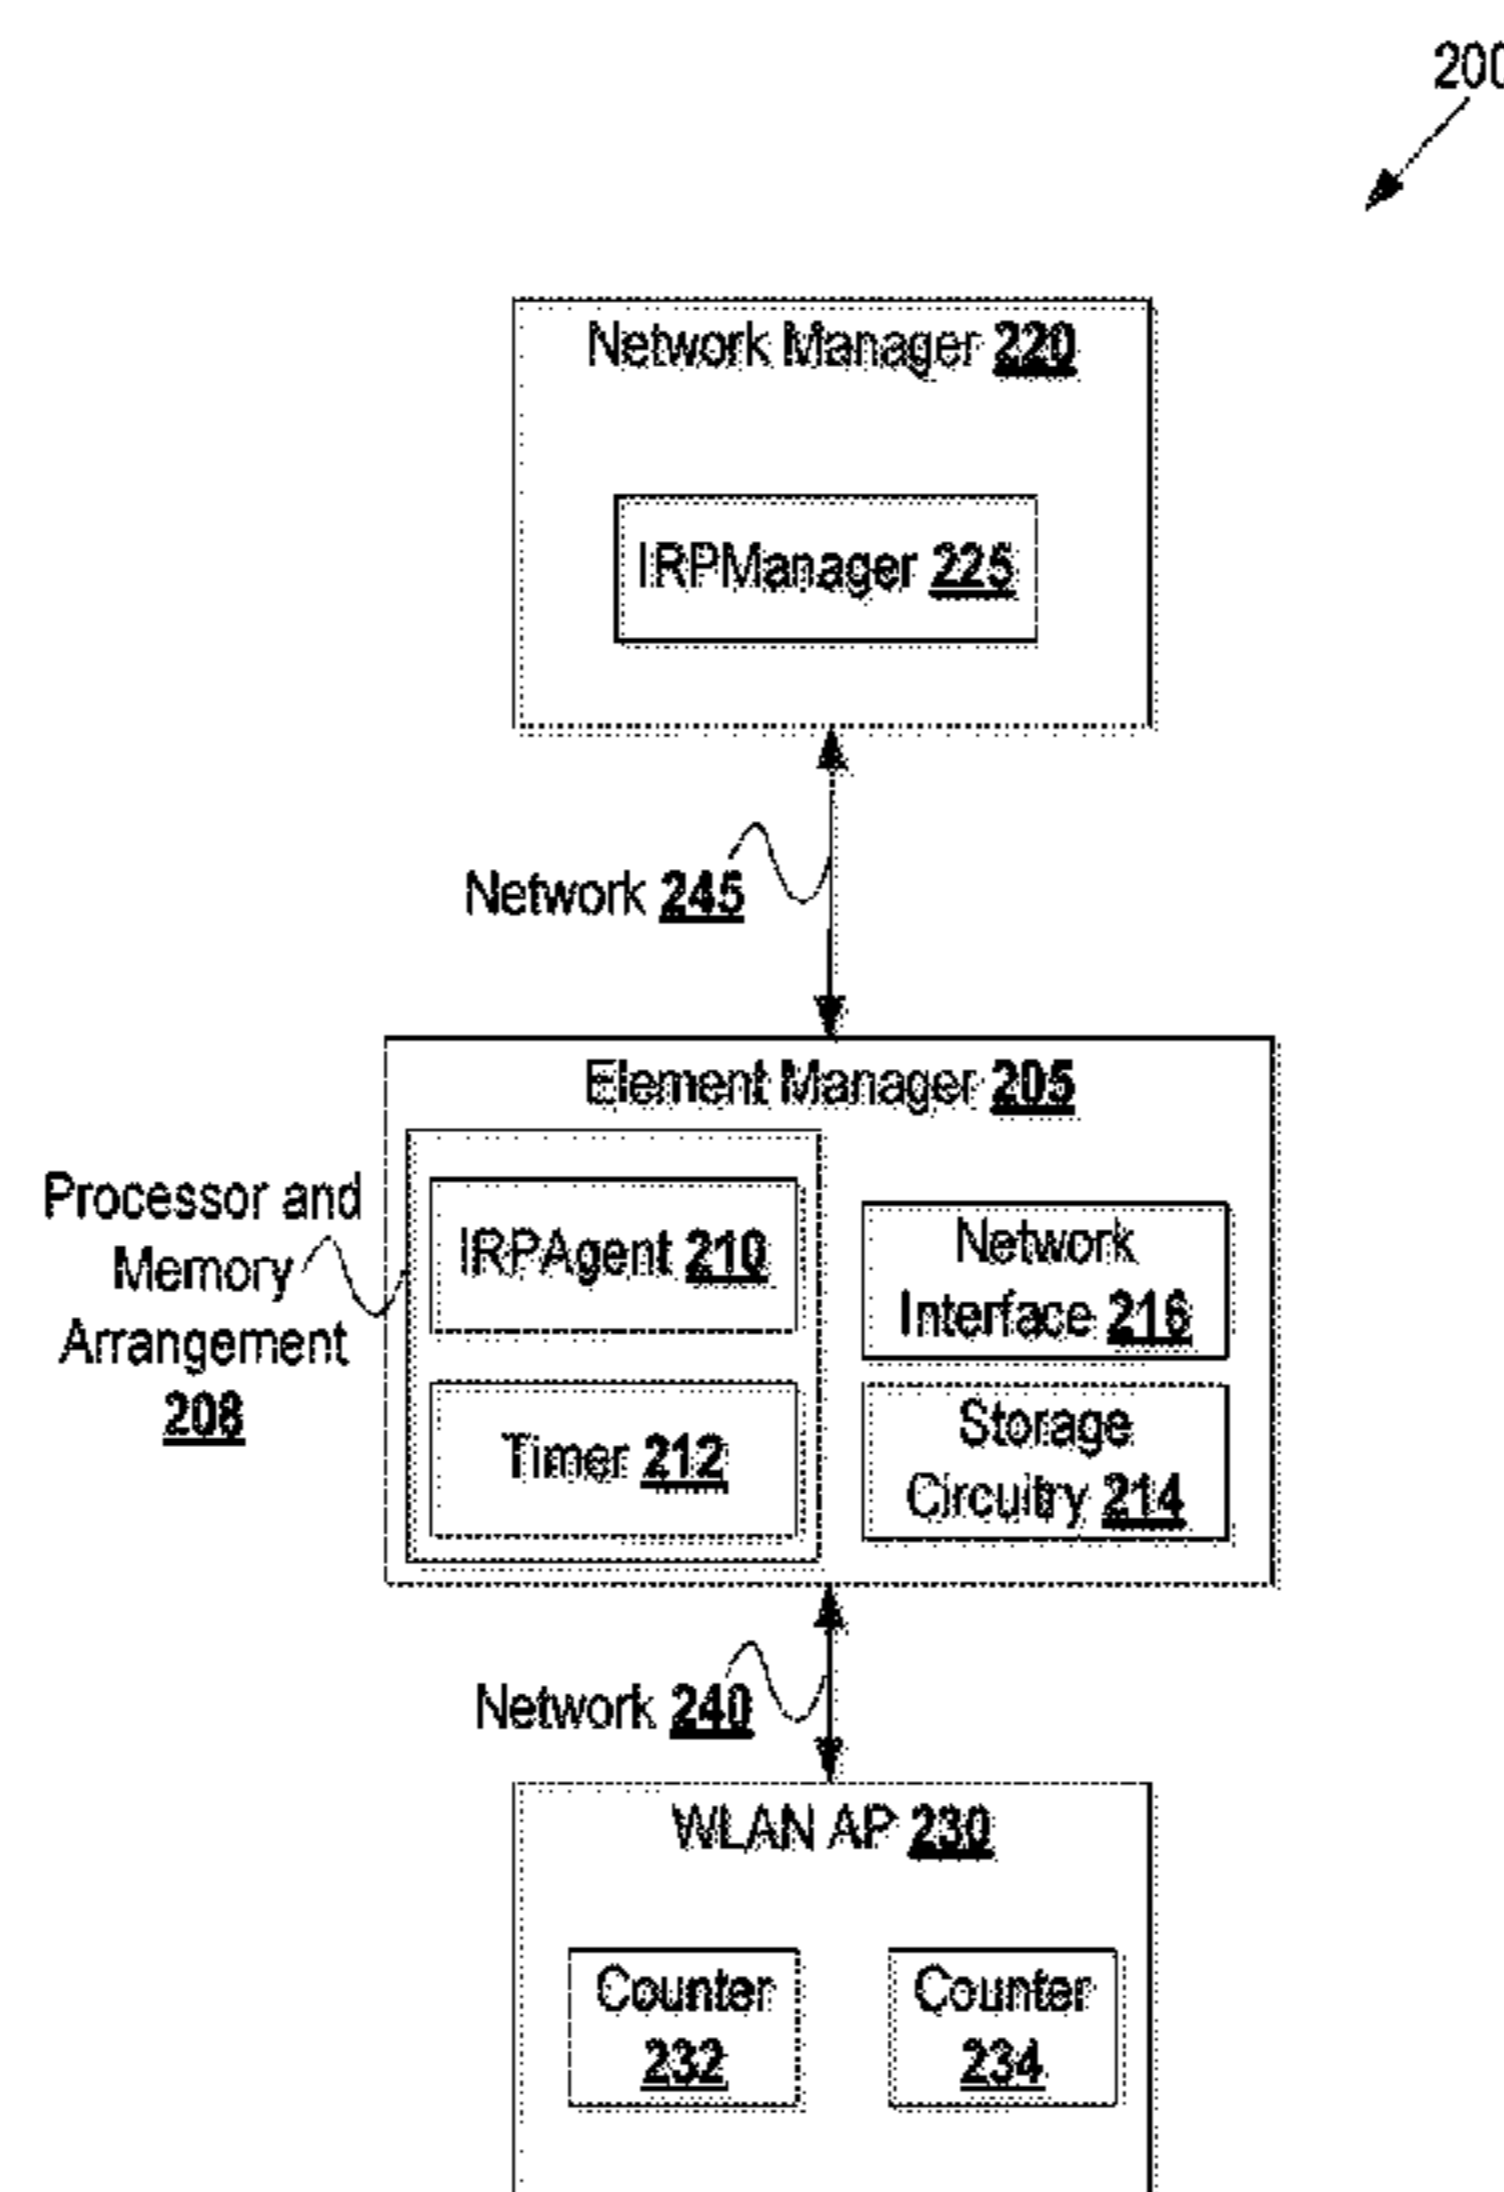 200
Network Manager 220
IRPManager 225
Network 245
Element Manager 205
Processor and
Memory
Arrangement
208
IRPAgent 210
Timer 212
Network
Interface 216
Storage
Circuitry 214
Network 240
WLAN AP 230
Counter
232
Counter
234